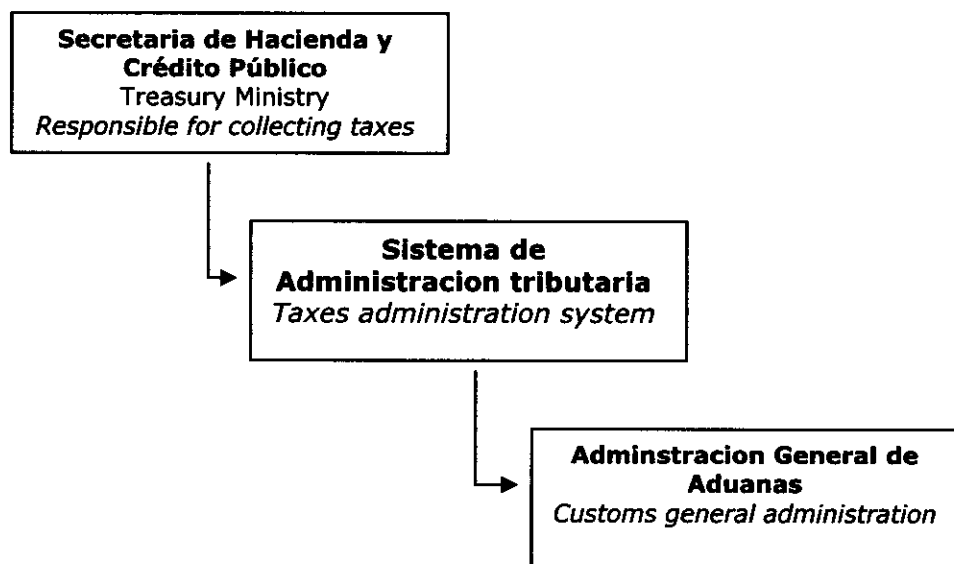 Secretaria de Hacienda y
Crédito Público
Treasury Ministry
Responsible for collecting taxes
Sistema de
Administracion tributaria
Taxes administration system
Adminstracion General de
Aduanas
Customs general administration